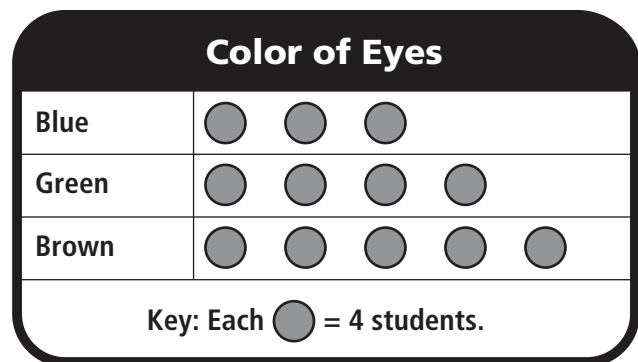 Color of Eyes
Blue
Green
Brown
Key: Each = 4 students.